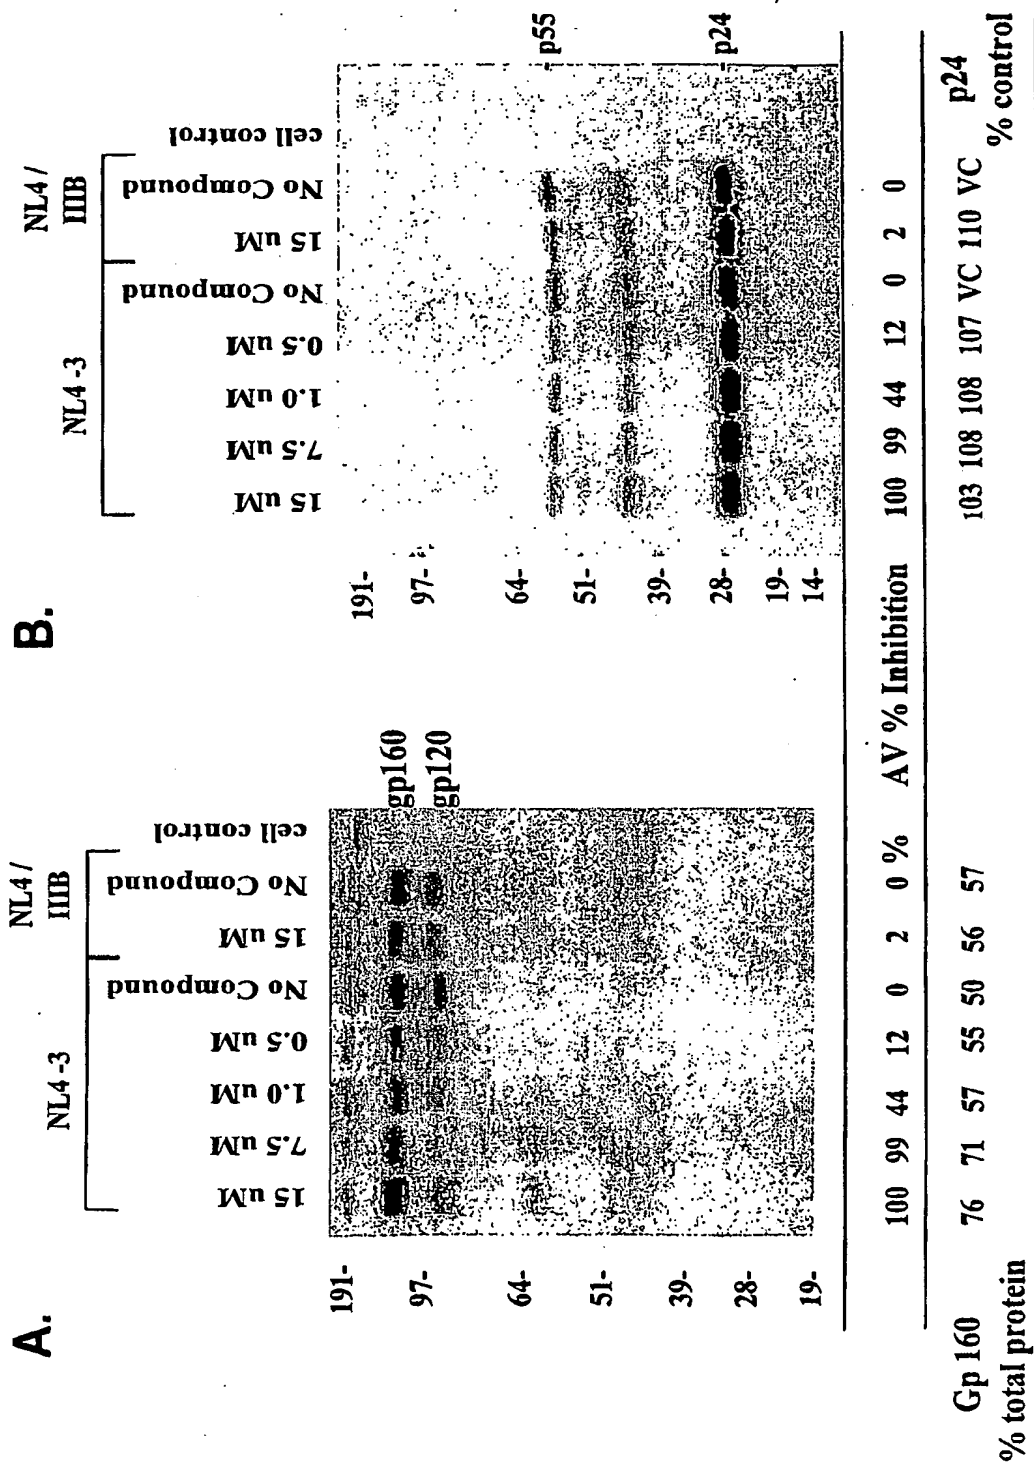 A.
NL4-3
NL4 /
IIIB
15 uM
7.5 uM
1.0 uM
0.5 uM
No Compound
15 uM
No Compound
cell control
191-
97-
64-
51-
39-
28-
19-
gp160
gp120
B.
NL4-3
NL4 /
IIIB
15 uM
7.5 uM
1.0 uM
0.5 uM
No Compound
15 uM
No Compound
cell control
191-
97-
64-
51-
39-
28-
19-
14-
- p55
- p24
100 99 44 12 0 2 0 % AV % Inhibition 100 99 44 12 0 2 0
Gp 160 76 71 57 55 50 56 57 103 108 108 107 VC 110 VC p24
% total protein % control